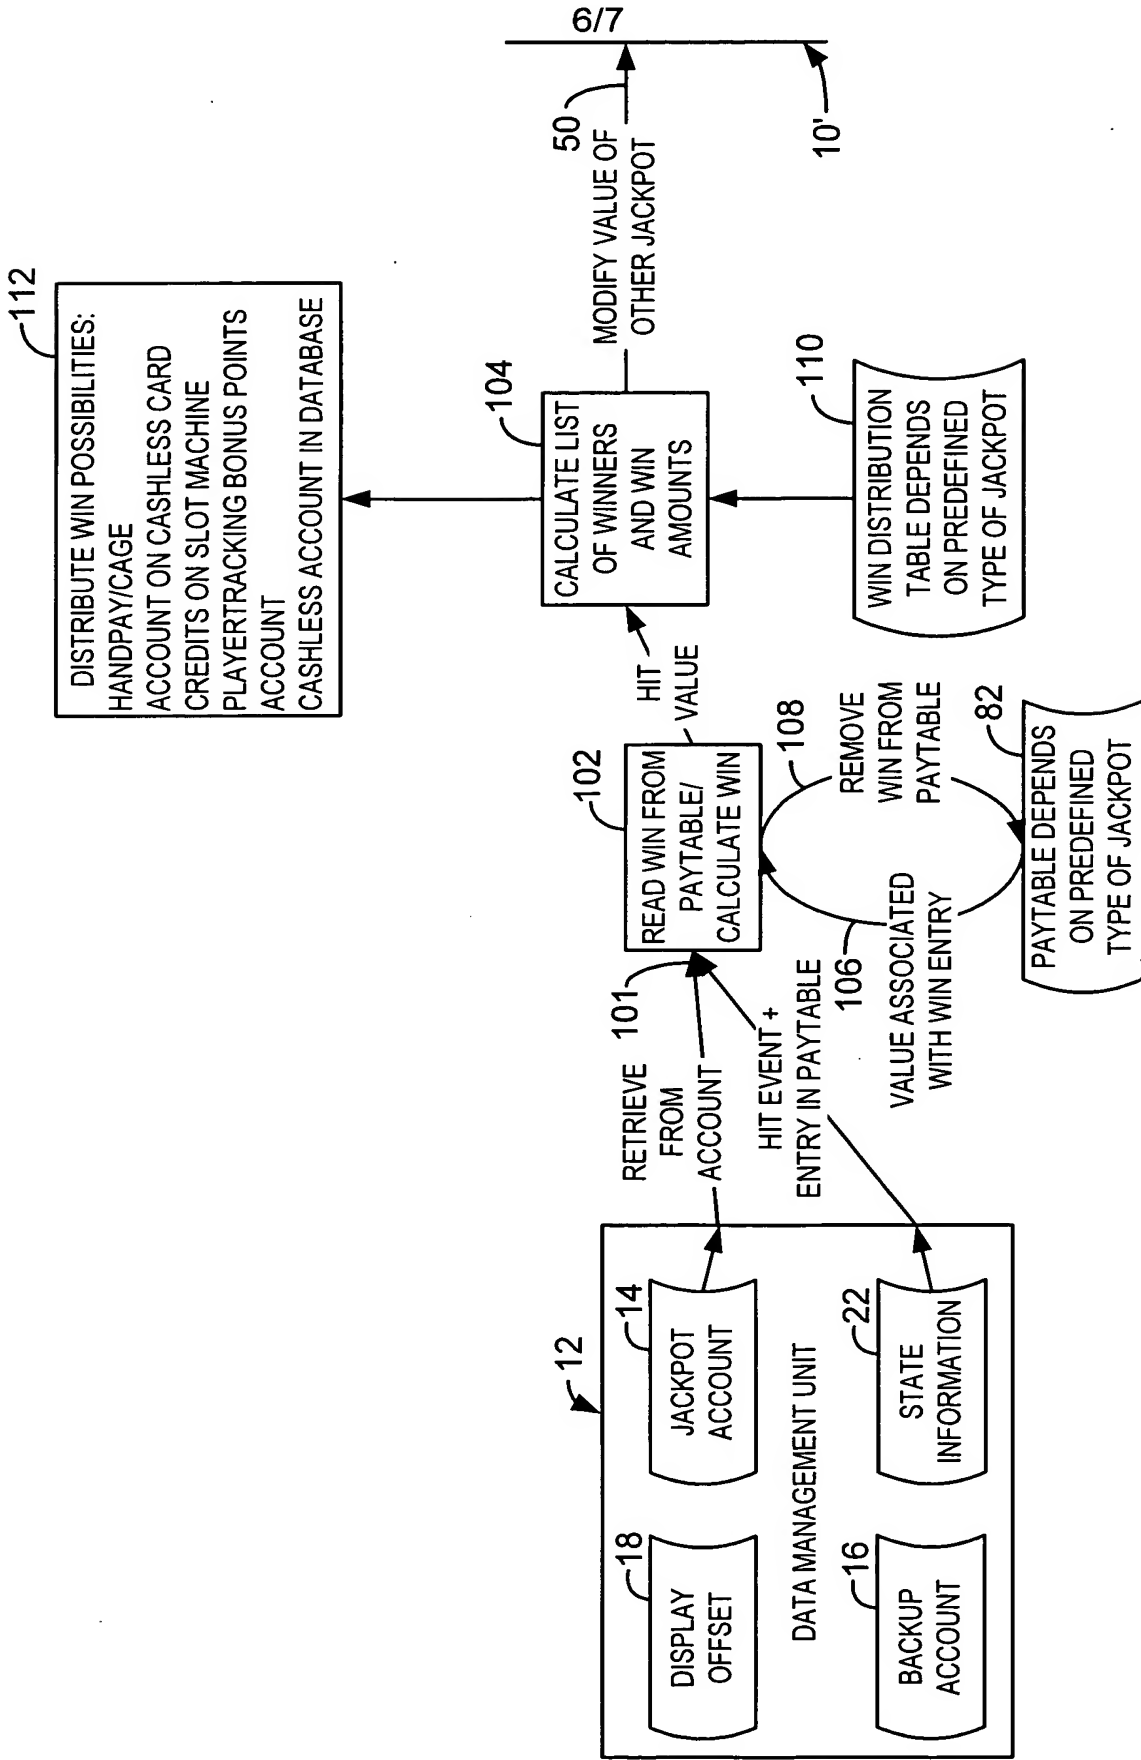 6/7
112
DISTRIBUTE WIN POSSIBILITIES:
HANDPAY/CAGE
ACCOUNT ON CASHLESS CARD
CREDITS ON SLOT MACHINE
PLAYERTRACKING BONUS POINTS
ACCOUNT
CASHLESS ACCOUNT IN DATABASE
12
18
DISPLAY
OFFSET
14
JACKPOT
ACCOUNT
DATA MANAGEMENT UNIT
16
BACKUP
ACCOUNT
22
STATE
INFORMATION
RETRIEVE
FROM
ACCOUNT
101
HIT EVENT +
ENTRY IN PAYTABLE
102
READ WIN FROM
PAYTABLE/
CALCULATE WIN
106
VALUE ASSOCIATED
WITH WIN ENTRY
108
REMOVE
WIN FROM
PAYTABLE
82
PAYTABLE DEPENDS
ON PREDEFINED
TYPE OF JACKPOT
HIT
VALUE
104
CALCULATE LIST
OF WINNERS
AND WIN
AMOUNTS
110
WIN DISTRIBUTION
TABLE DEPENDS
ON PREDEFINED
TYPE OF JACKPOT
50
MODIFY VALUE OF
OTHER JACKPOT
10'